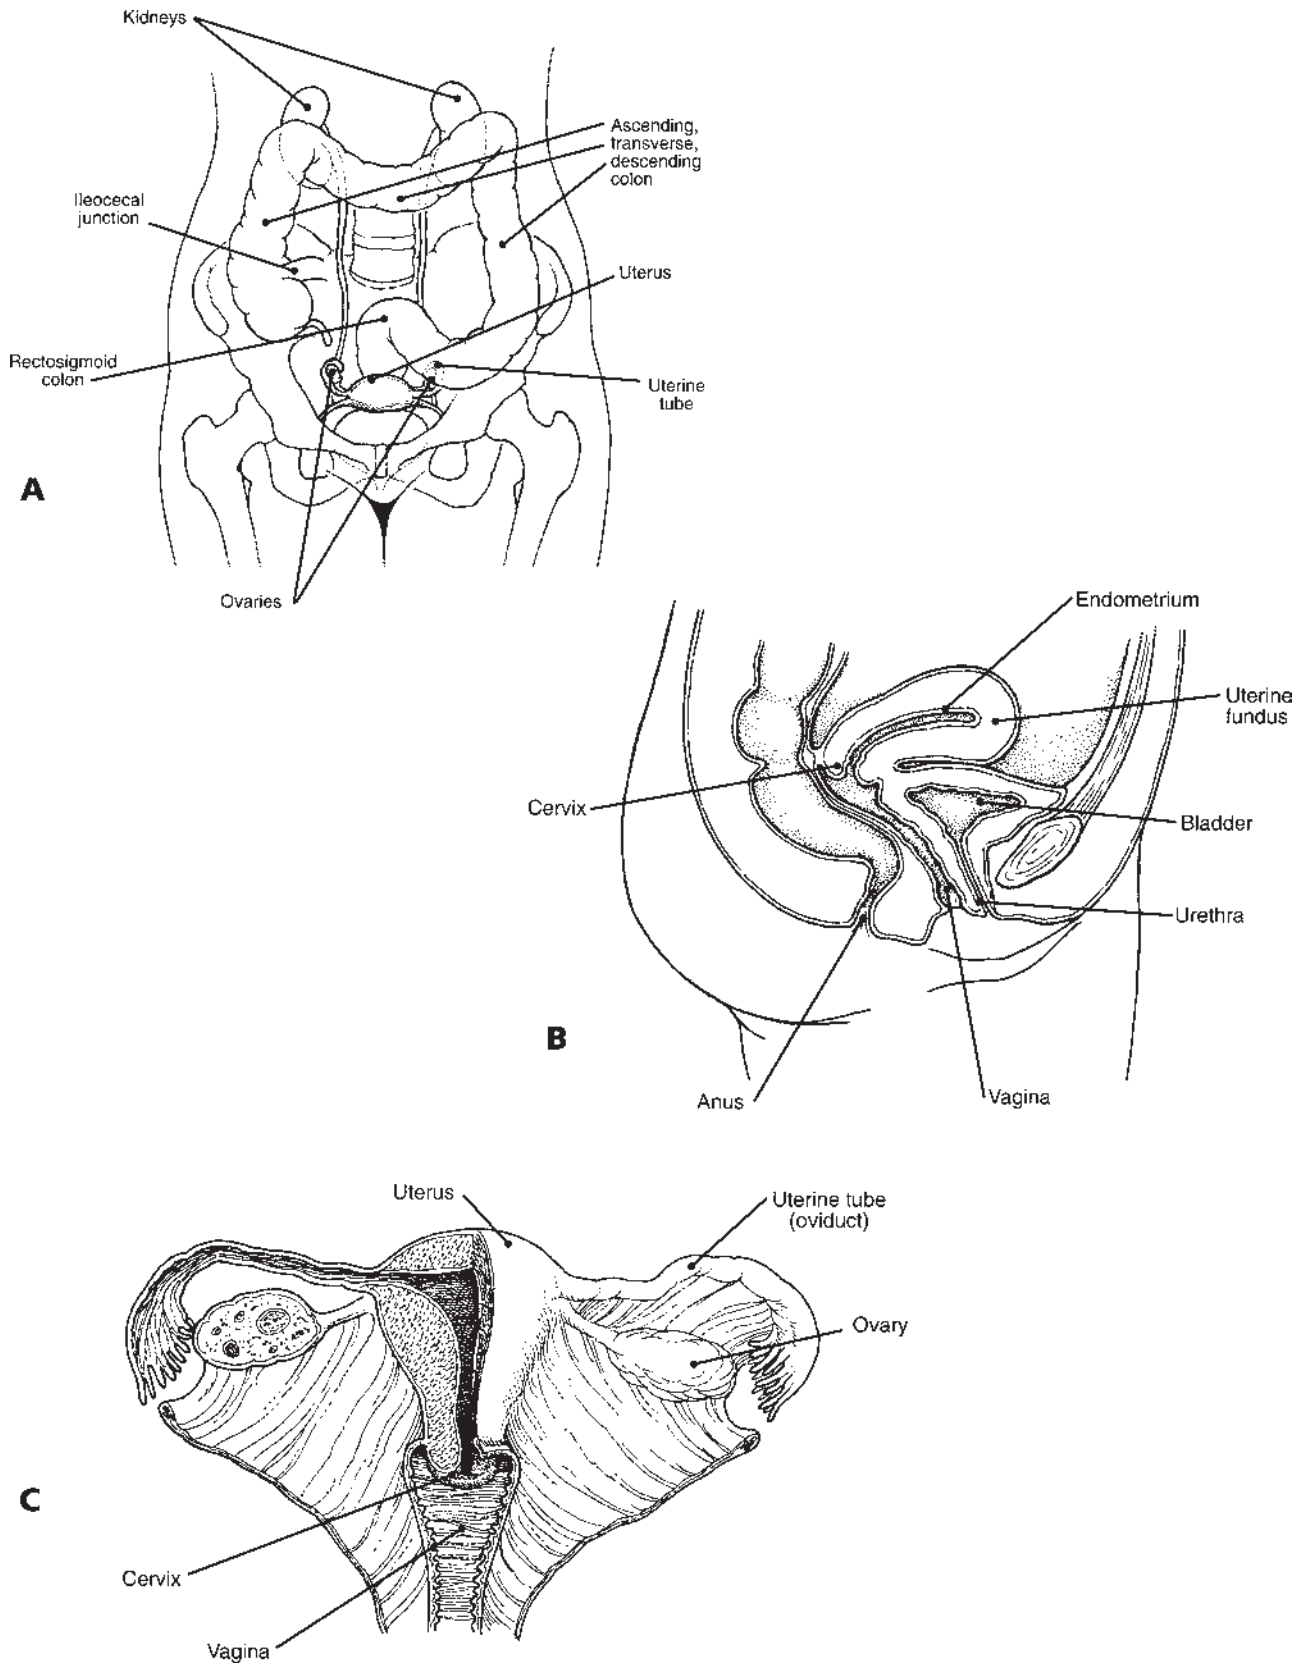 Kidneys
Ascending,
transverse,
descending
colon
Ileocecal
junction
Uterus
Rectosigmoid
colon
Uterine
tube
A
Ovaries
Endometrium
Uterine
fundus
Cervix
Bladder
Urethra
B
Anus
Vagina
Uterus
Uterine tube
(oviduct)
Ovary
C
Cervix
Vagina